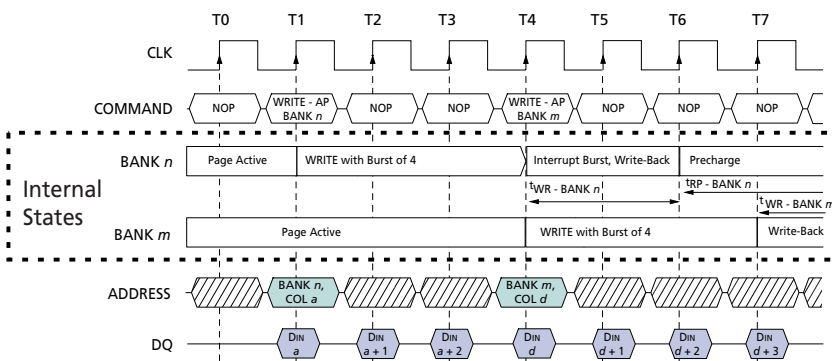 T0 T1 T2 T3 T4 T5 T6 T7
CLK
COMMAND NOP WRITE - AP BANK n NOP NOP WRITE - AP BANK m NOP NOP NOP
Internal States
BANK n Page Active WRITE with Burst of 4 Interrupt Burst, Write-Back Precharge
tWR - BANK n tRP - BANK n
tWR - BANK m
BANK m Page Active WRITE with Burst of 4 Write-Back
ADDRESS BANK n, COL a BANK m, COL d
DQ DIN a DIN a + 1 DIN a + 2 DIN d DIN d + 1 DIN d + 2 DIN d + 3